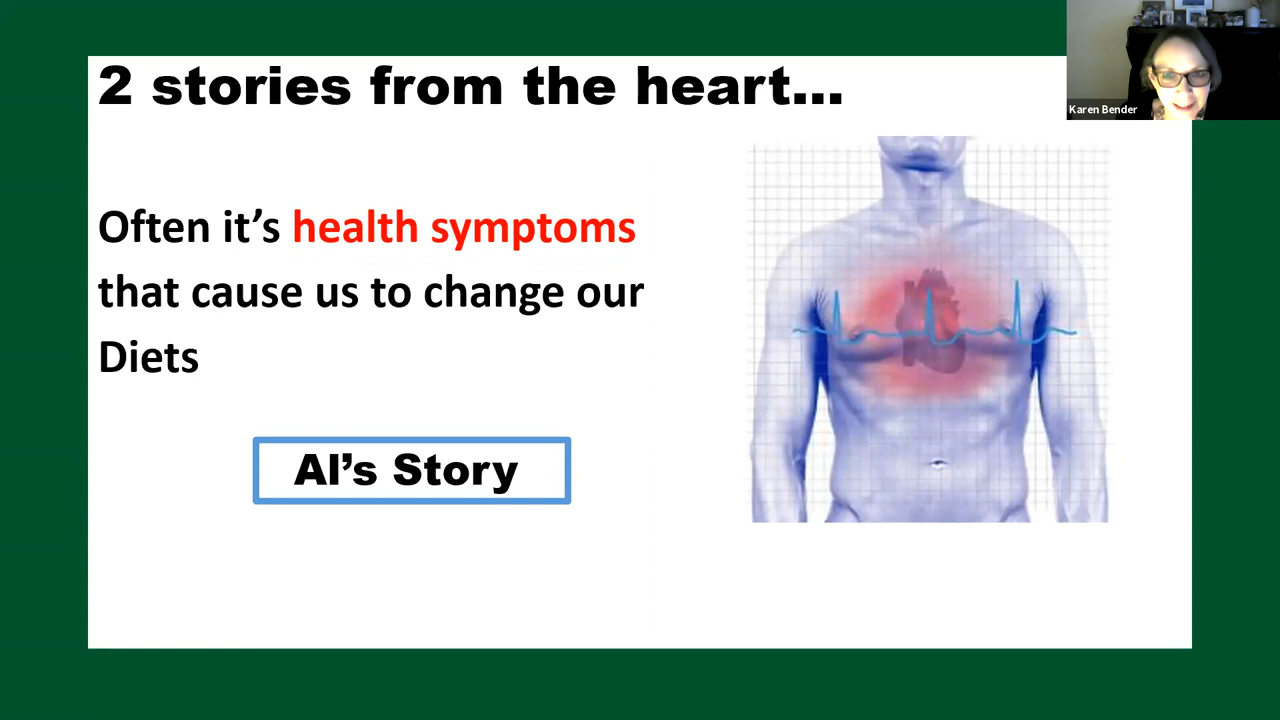 2 stories from the heart...
Karen Bender
Often it's health symptoms
that cause us to change our
Diets
Al's Story